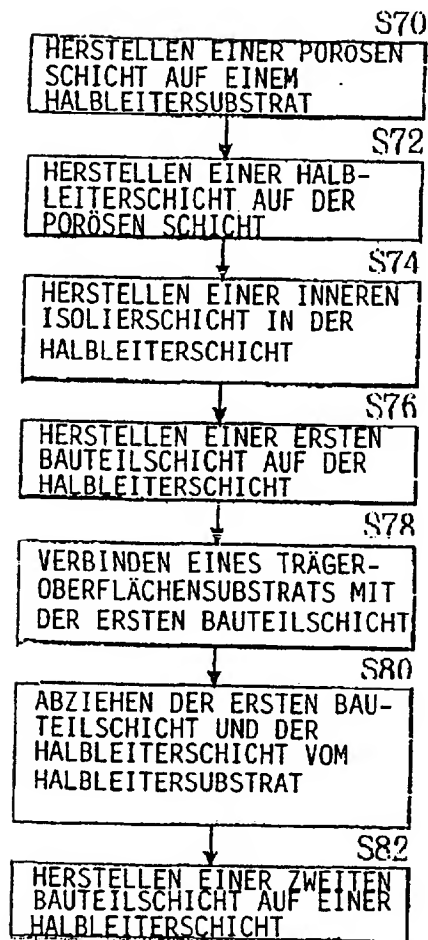 S70
HERSTELLEN EINER PORÖSEN
SCHICHT AUF EINEM
HALBLEITERSUBSTRAT
S72
HERSTELLEN EINER HALB-
LEITERSCHICHT AUF DER
PORÖSEN SCHICHT
S74
HERSTELLEN EINER INNEREN
ISOLIERSCHICHT IN DER
HALBLEITERSCHICHT
S76
HERSTELLEN EINER ERSTEN
BAUTEILSCHICHT AUF DER
HALBLEITERSCHICHT
S78
VERBINDEN EINES TRÄGER-
OBERFLÄCHENSUBSTRATS MIT
DER ERSTEN BAUTEILSCHICHT
S80
ABZIEHEN DER ERSTEN BAU-
TEILSCHICHT UND DER
HALBLEITERSCHICHT VOM
HALBLEITERSUBSTRAT
S82
HERSTELLEN EINER ZWEITEN
BAUTEILSCHICHT AUF EINER
HALBLEITERSCHICHT